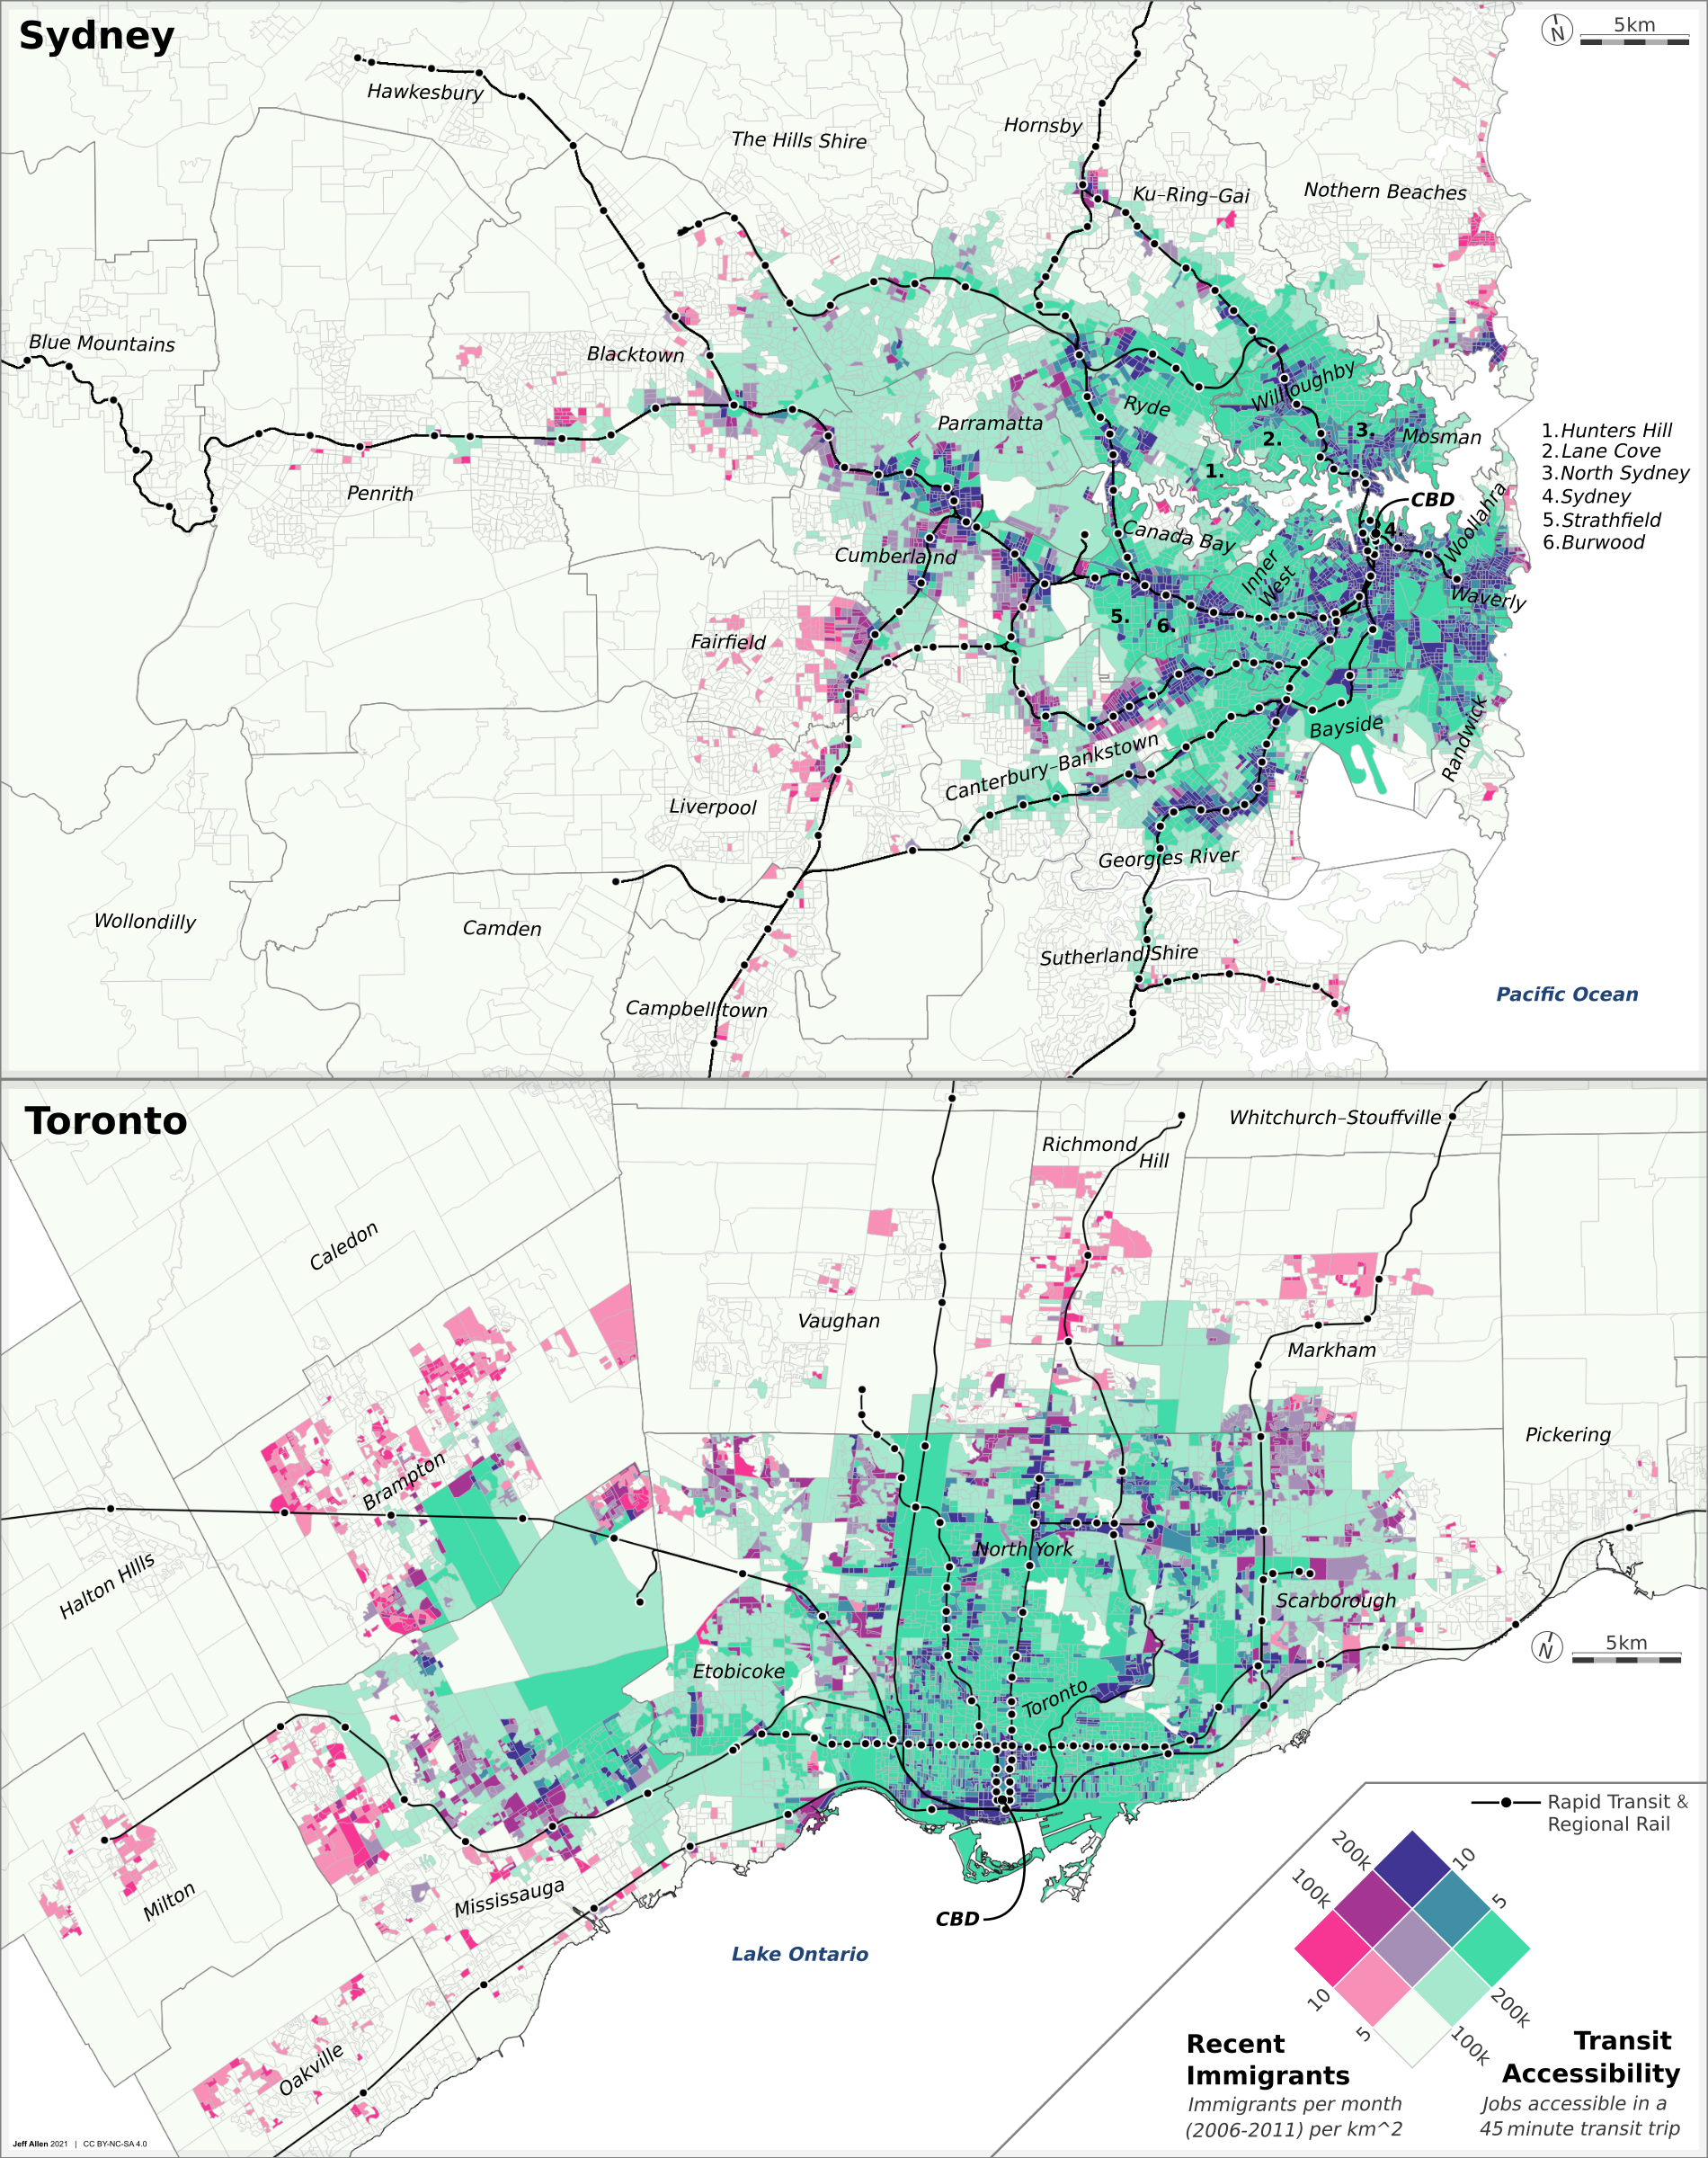 Sydney
5km
N
Hawkesbury
The Hills Shire
Hornsby
Ku-Ring-Gai
Nothern Beaches
Blue Mountains
Blacktown
Willoughby
Ryde
Parramatta
3.
Mosman
2.
1.
Penrith
1.Hunters Hill
2.Lane Cove
3.North Sydney
4.Sydney
5.Strathfield
6.Burwood
CBD
4.
Woollahra
Canada Bay
Cumberland
Inner
West
Waverly
5.
6.
Fairfield
Bayside
Randwick
Canterbury-Bankstown
Liverpool
Georgies River
Wollondilly
Camden
Sutherland Shire
Campbelltown
Pacific Ocean
Toronto
Richmond
Hill
Whitchurch-Stouffville
Caledon
Vaughan
Markham
Pickering
Brampton
North York
Halton HIlls
Scarborough
N
5km
Etobicoke
Toronto
Milton
Mississauga
CBD
Lake Ontario
Oakville
Rapid Transit &
Regional Rail
200k
10
100k
5
10
200k
5
100k
Recent
Immigrants
Immigrants per month
(2006-2011) per km^2
Transit
Accessibility
Jobs accessible in a
45 minute transit trip
Jeff Allen 2021 | CC BY-NC-SA 4.0